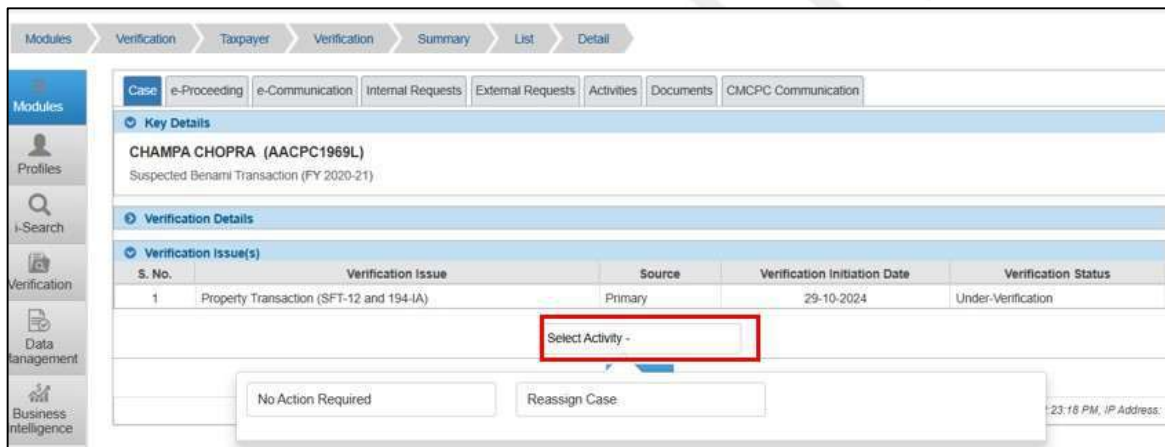 Modules Verification Taxpayer Verification Summary List Detail
Modules
Profiles
i-Search
Verification
Data
Management
Business
Intelligence
Case e-Proceeding e-Communication Internal Requests External Requests Activities Documents CMCPC Communication
Key Details
CHAMPA CHOPRA (AACPC1969L)
Suspected Benami Transaction (FY 2020-21)
Verification Details
Verification Issue(s)
S. No. Verification Issue Source Verification Initiation Date Verification Status
1 Property Transaction (SFT-12 and 194-IA) Primary 29-10-2024 Under-Verification
Select Activity -
No Action Required Reassign Case
:23:18 PM, IP Address: